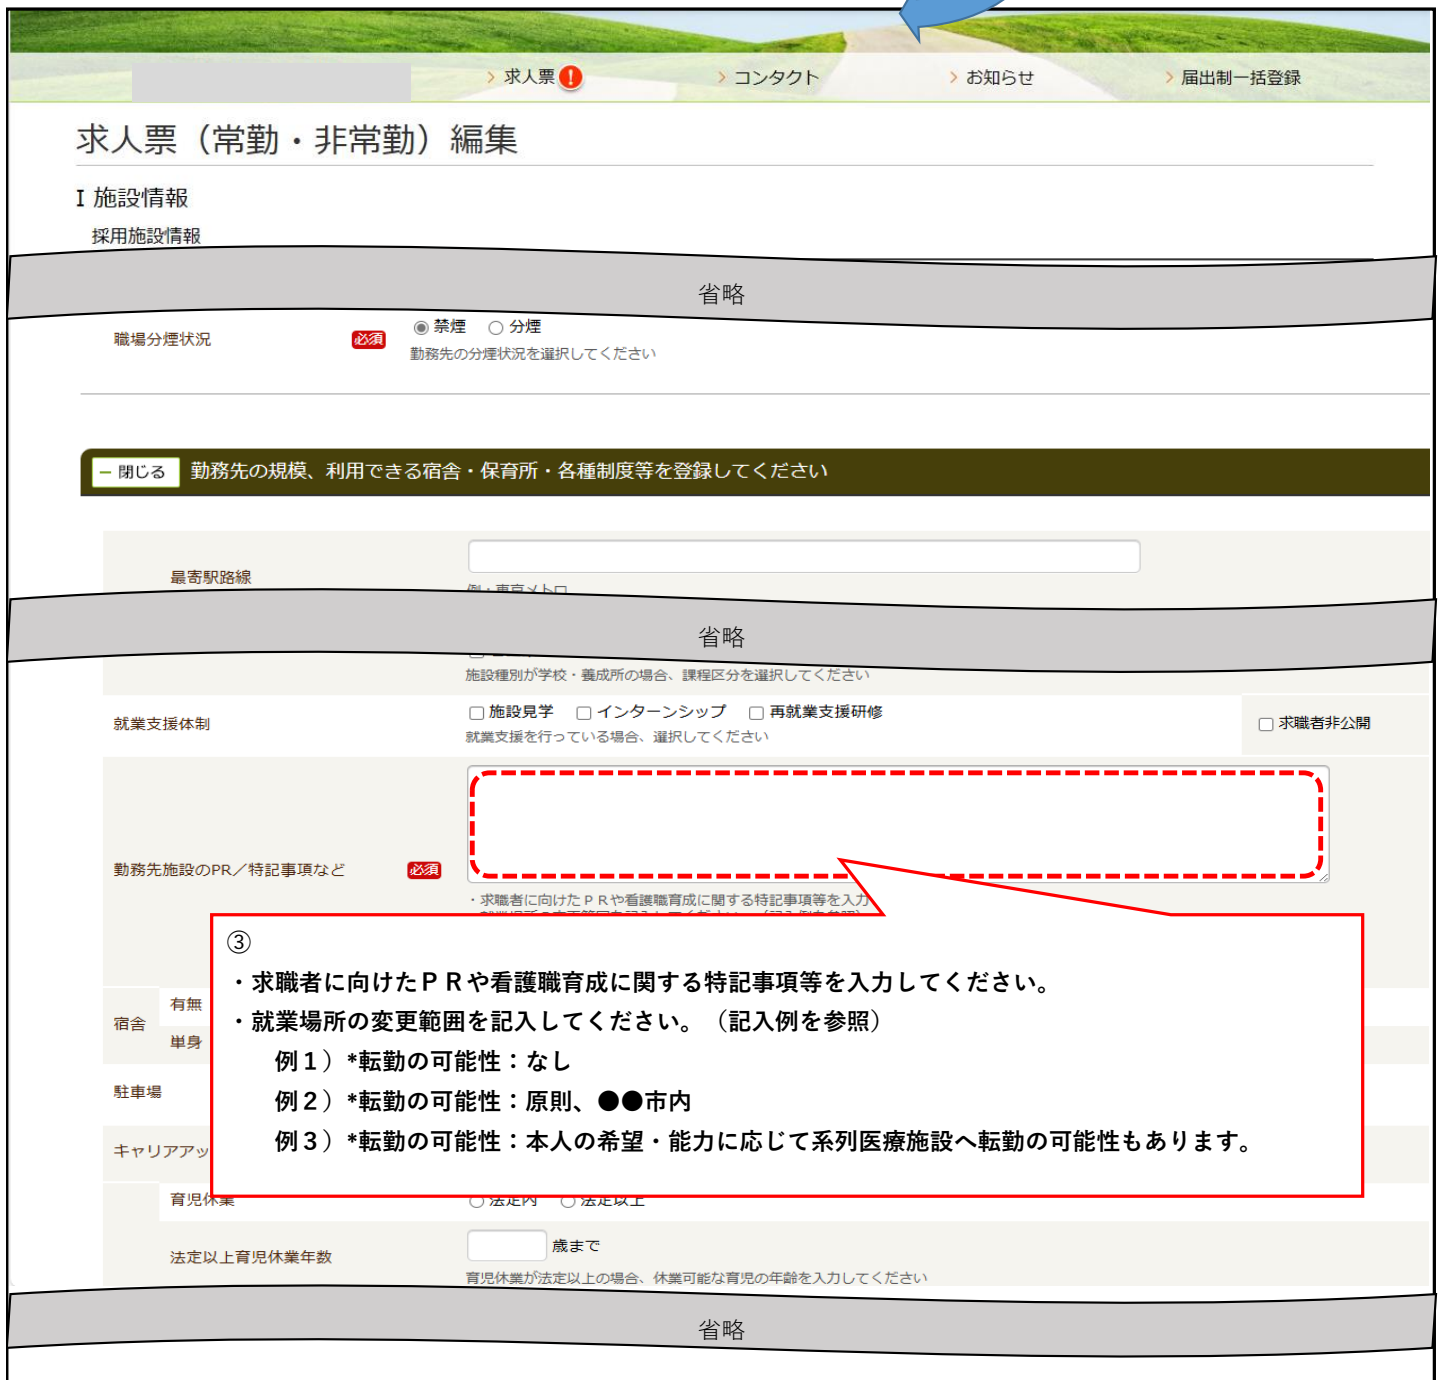 > 求人票 ! > コンタクト > お知らせ > 届出制一括登録
求人票（常勤・非常勤）編集
I 施設情報
採用施設情報
省略
職場分煙状況 必須 禁煙 分煙
勤務先の分煙状況を選択してください
− 閉じる 勤務先の規模、利用できる宿舎・保育所・各種制度等を登録してください
最寄駅路線
例・東京メトロ
省略
施設種別が学校・養成所の場合、課程区分を選択してください
就業支援体制 施設見学 インターンシップ 再就業支援研修 求職者非公開
就業支援を行っている場合、選択してください
勤務先施設のPR／特記事項など 必須
・求職者に向けたＰＲや看護職育成に関する特記事項等を入力
③
・求職者に向けたＰＲや看護職育成に関する特記事項等を入力してください。
・就業場所の変更範囲を記入してください。（記入例を参照）
例１）*転勤の可能性：なし
例２）*転勤の可能性：原則、●●市内
例３）*転勤の可能性：本人の希望・能力に応じて系列医療施設へ転勤の可能性もあります。
宿舎 有無
単身
駐車場
キャリアアッ
育児休業 法定内 法定以上
法定以上育児休業年数 歳まで
育児休業が法定以上の場合、休業可能な育児の年齢を入力してください
省略